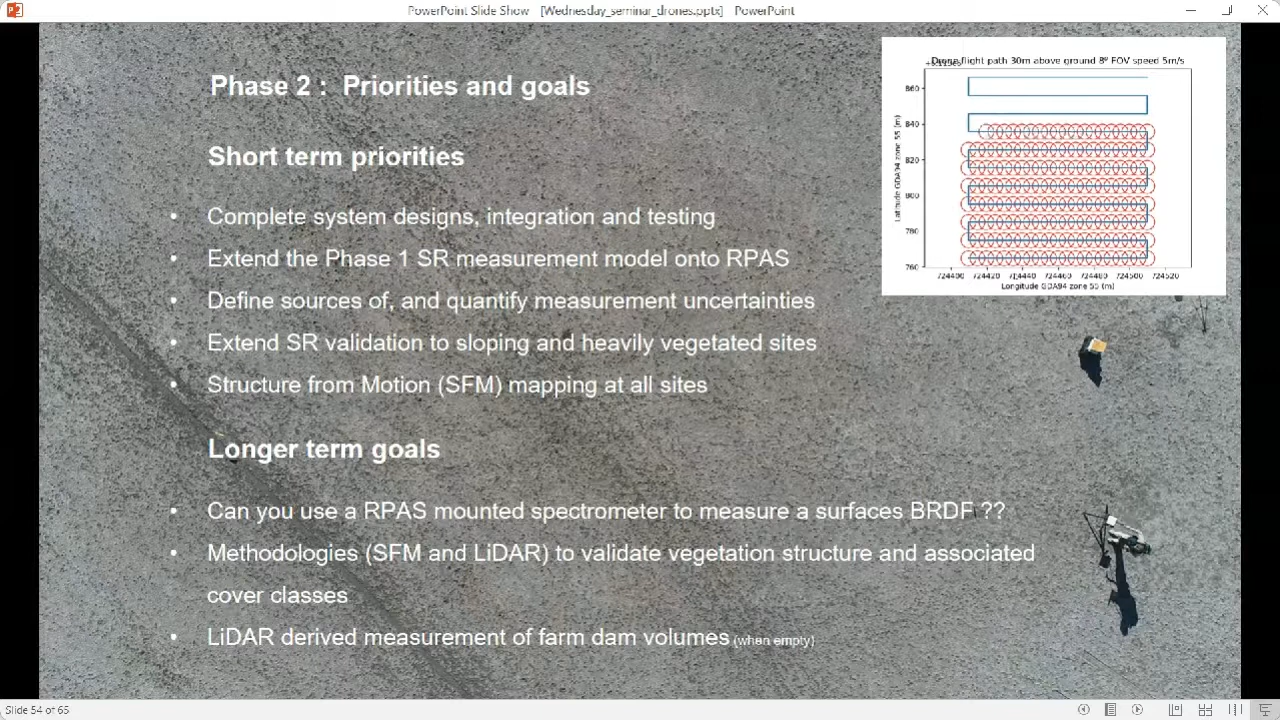 PowerPoint Slide Show - [Wednesday_seminar_drones.pptx] - PowerPoint
Phase 2 : Priorities and goals
Short term priorities
• Complete system designs, integration and testing
• Extend the Phase 1 SR measurement model onto RPAS
• Define sources of, and quantify measurement uncertainties
• Extend SR validation to sloping and heavily vegetated sites
• Structure from Motion (SFM) mapping at all sites
Longer term goals
• Can you use a RPAS mounted spectrometer to measure a surfaces BRDF ??
• Methodologies (SFM and LiDAR) to validate vegetation structure and associated
cover classes
• LiDAR derived measurement of farm dam volumes (when empty)
Drone flight path 30m above ground 8° FOV speed 5m/s
Latitude GDA94 zone 55 (m)
860
840
820
800
780
760
724400 724420 724440 724460 724480 724500 724520
Longitude GDA94 zone 55 (m)
Slide 54 of 65